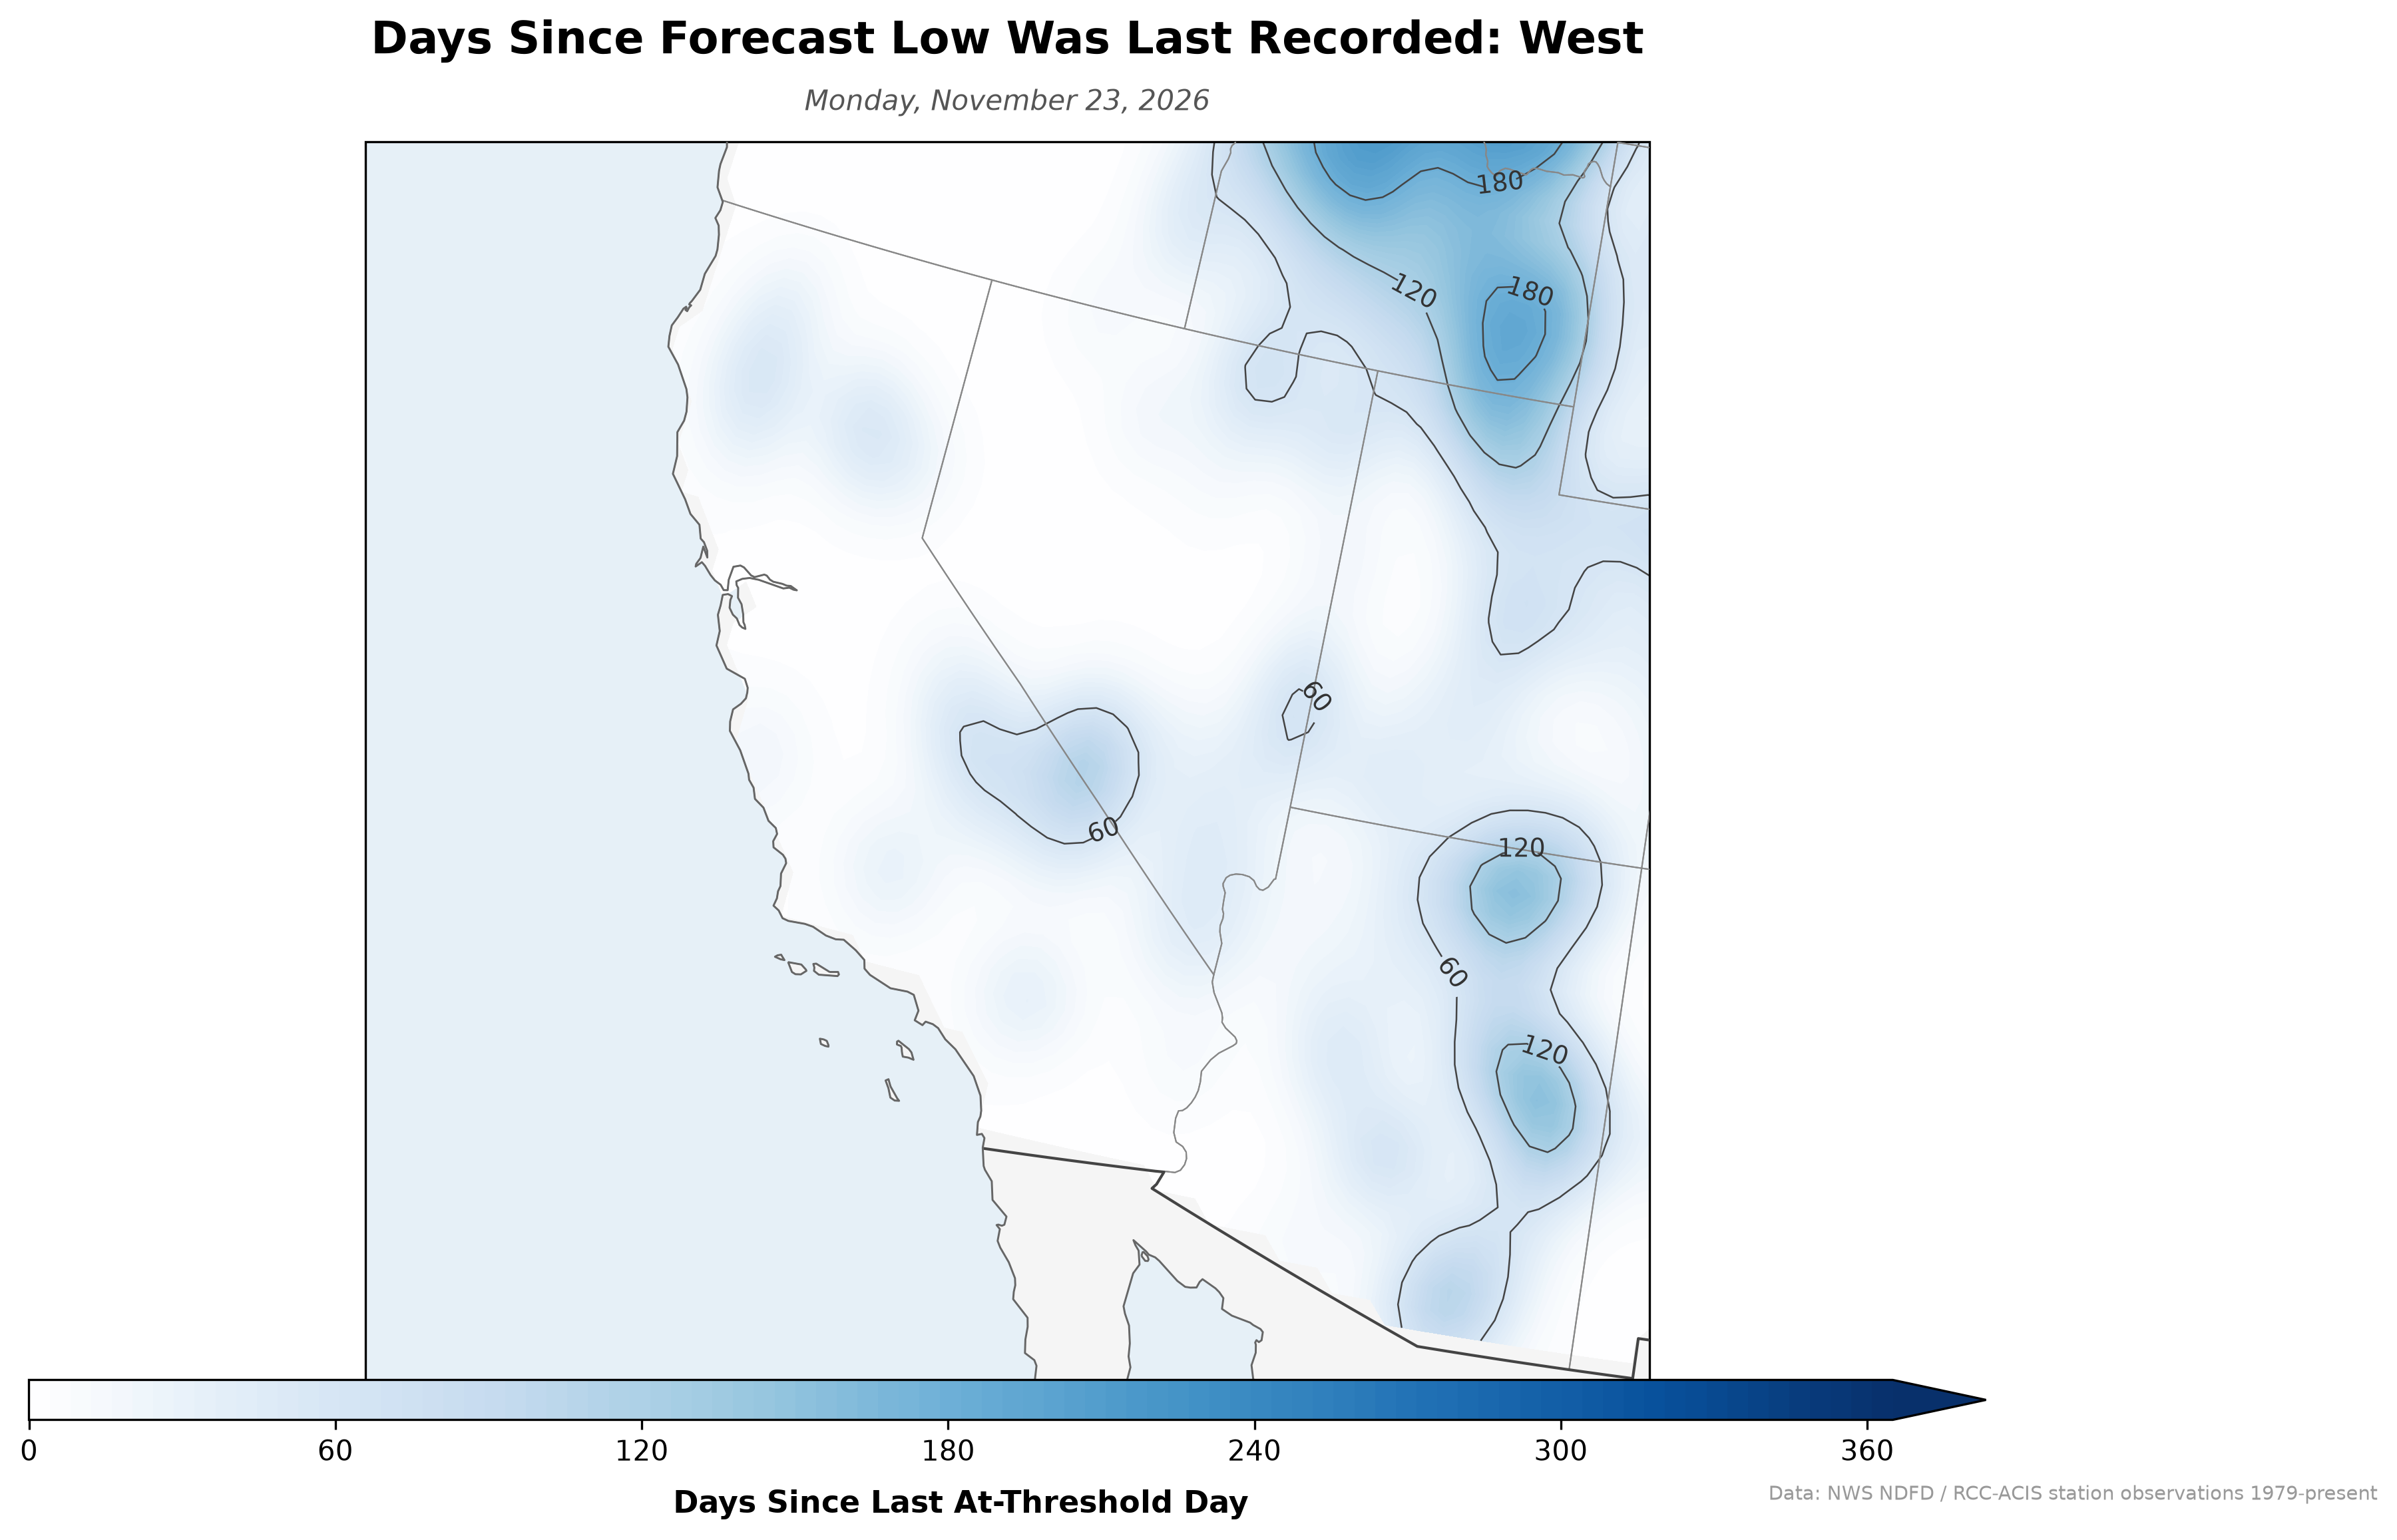 Days Since Forecast Low Was Last Recorded: West
Monday, November 23, 2026
180
120
180
60
60
120
60
120
0 60 120 180 240 300 360
Days Since Last At-Threshold Day
Data: NWS NDFD / RCC-ACIS station observations 1979-present